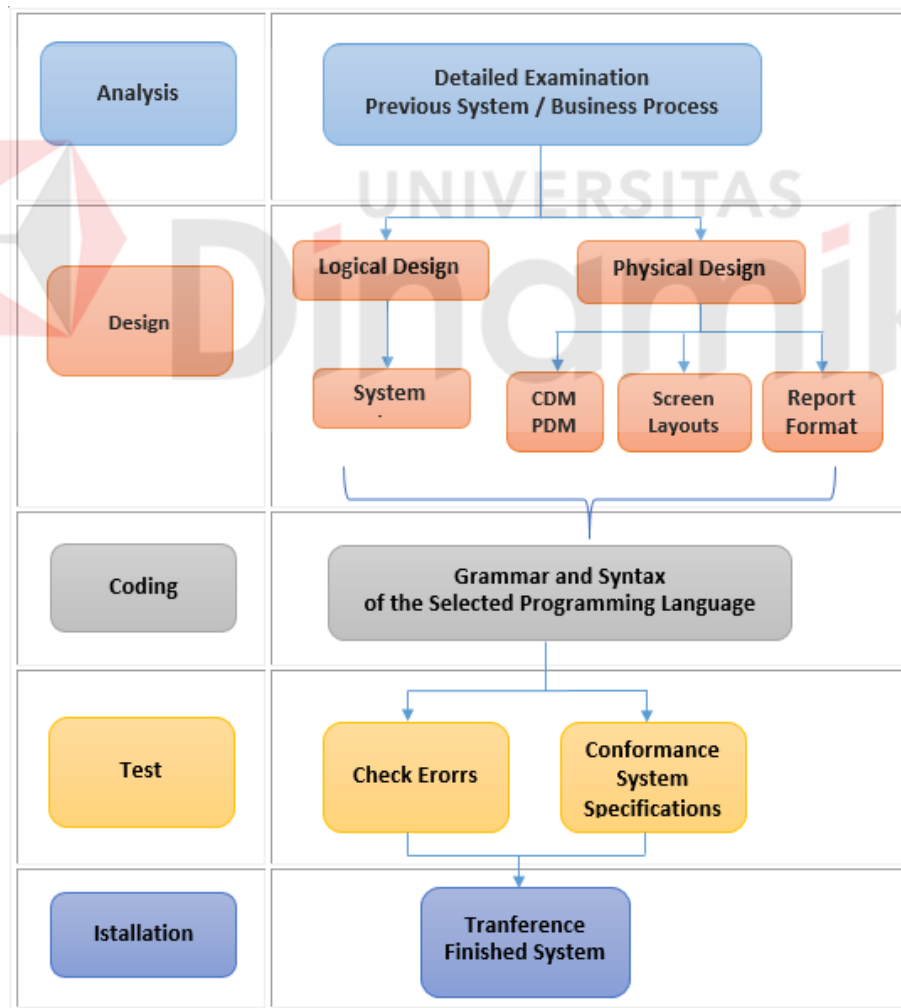 Analysis
Detailed Examination
Previous System / Business Process
UNIVERSITAS
Dinamik
Design
Logical Design
Physical Design
System
CDM
PDM
Screen
Layouts
Report
Format
Coding
Grammar and Syntax
of the Selected Programming Language
Test
Check Erorrs
Conformance
System
Specifications
Istallation
Tranference
Finished System